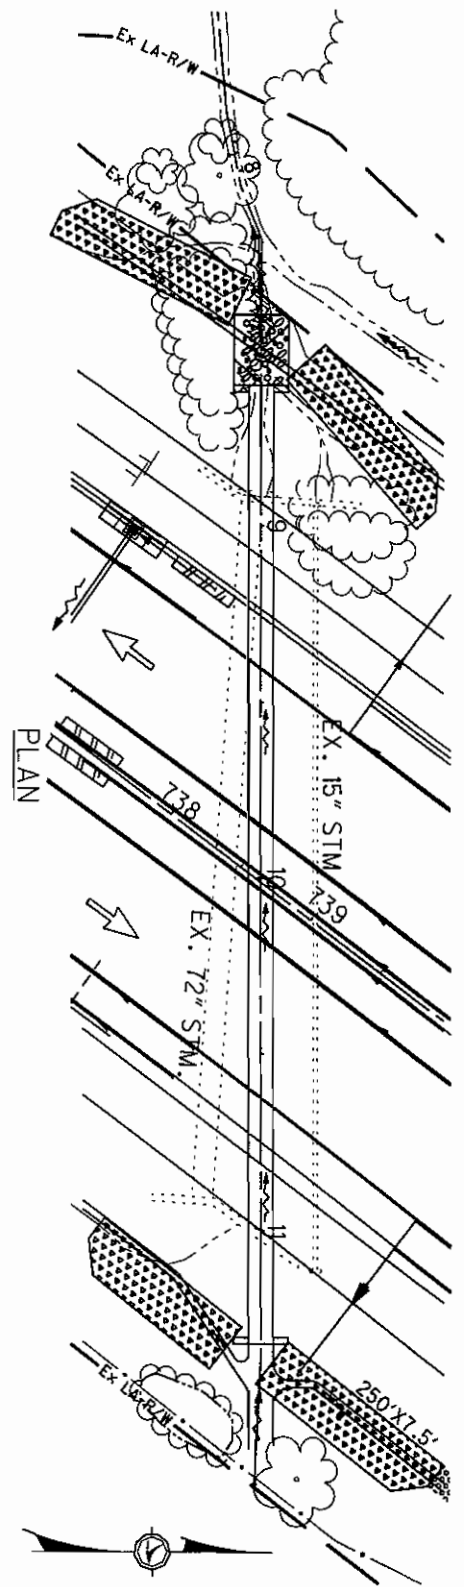 Ex LA-R/W
8
Ex LA-R/W
9
EX. 15" STM
PLAN
738
10
739
EX. 72" STM.
11
250'X7.5'
Ex LA-R/W